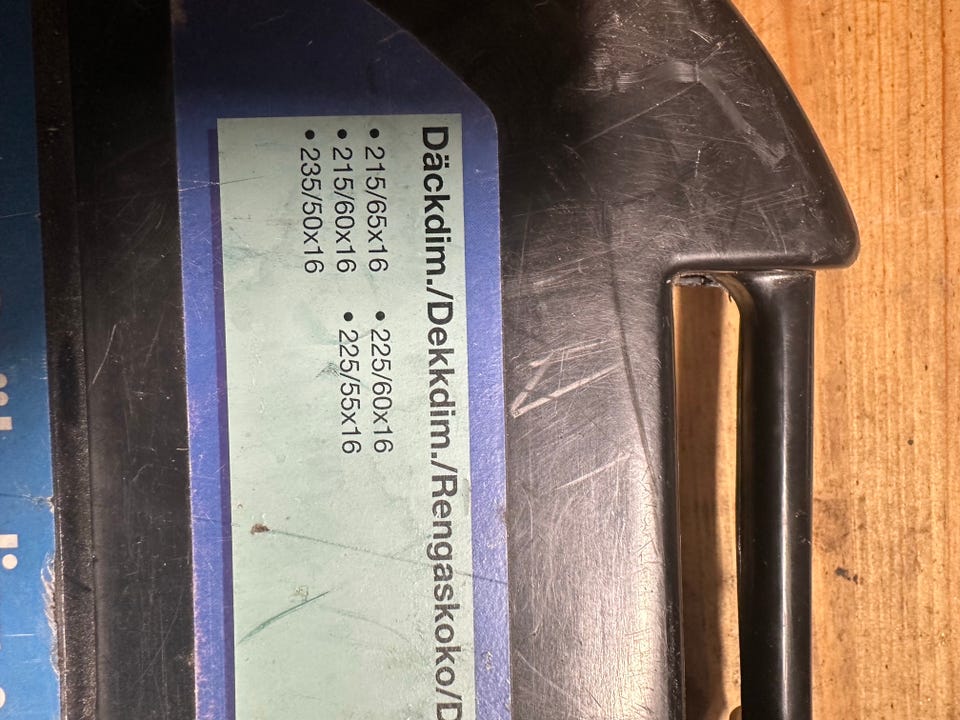 Däckdim./Dekkdim./Rengaskoko/D
• 215/65x16 • 225/60x16
• 215/60x16 • 225/55x16
• 235/50x16